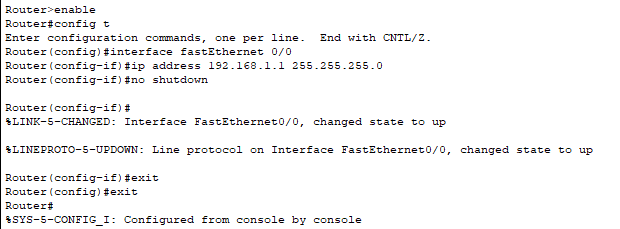 Router>enable
Router#config t
Enter configuration commands, one per line.  End with CNTL/Z.
Router(config)#interface fastEthernet 0/0
Router(config-if)#ip address 192.168.1.1 255.255.255.0
Router(config-if)#no shutdown
Router(config-if)#
%LINK-5-CHANGED: Interface FastEthernet0/0, changed state to up
%LINEPROTO-5-UPDOWN: Line protocol on Interface FastEthernet0/0, changed state to up
Router(config-if)#exit
Router(config)#exit
Router#
%SYS-5-CONFIG_I: Configured from console by console